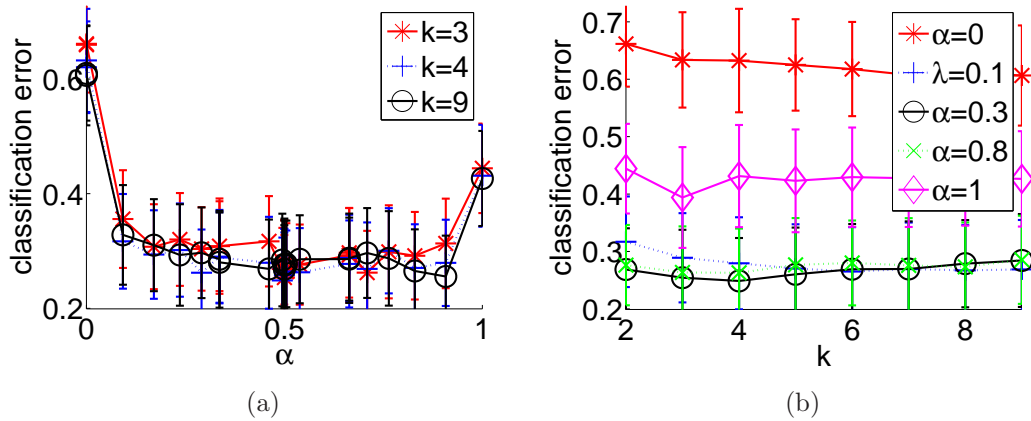 classification error
0.6
0.4
0.2
0
0.5
1
α
k=3
k=4
k=9
(a)
classification error
0.7
0.6
0.5
0.4
0.3
0.2
2
4
6
8
k
α=0
λ=0.1
α=0.3
α=0.8
α=1
(b)